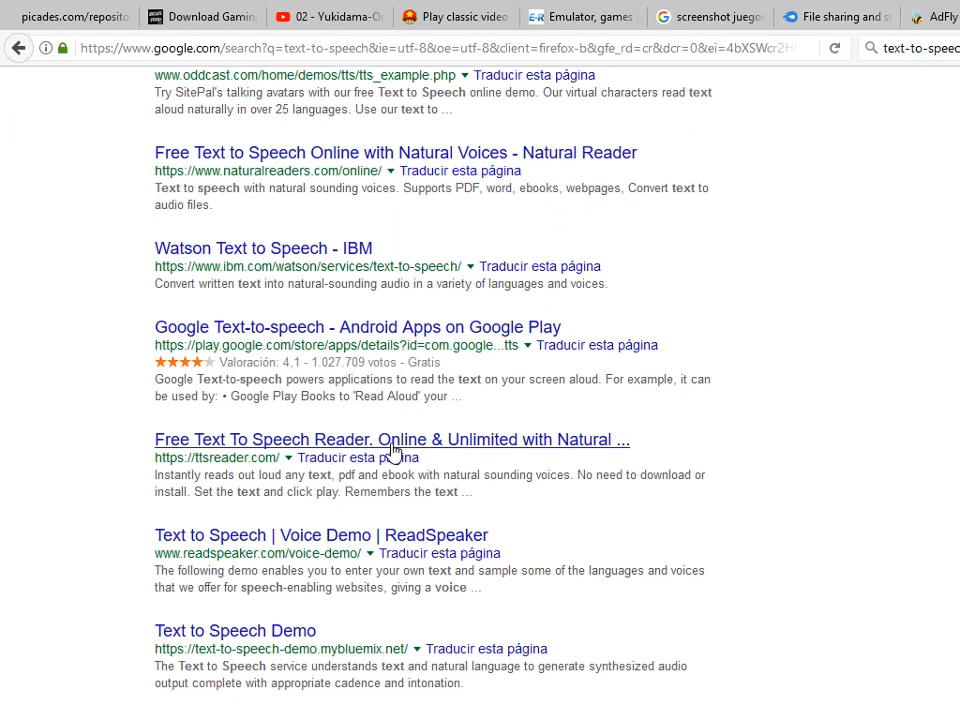 picades.com/reposito
Download Gamin
02 - Yukidama-Or
Play classic video
Emulator, games
screenshot juegos
File sharing and st
AdFly
https://www.google.com/search?q=text-to-speech&ie=utf-8&oe=utf-8&client=firefox-b&gfe_rd=cr&dcr=0&ei=4bXSWcr2H
text-to-speec
www.oddcast.com/home/demos/tts/tts_example.php Traducir esta página
Try SitePal's talking avatars with our free Text to Speech online demo. Our virtual characters read text
aloud naturally in over 25 languages. Use our text to ...
Free Text to Speech Online with Natural Voices - Natural Reader
https://www.naturalreaders.com/online/ Traducir esta página
Text to speech with natural sounding voices. Supports PDF, word, ebooks, webpages, Convert text to
audio files.
Watson Text to Speech - IBM
https://www.ibm.com/watson/services/text-to-speech/ Traducir esta página
Convert written text into natural-sounding audio in a variety of languages and voices.
Google Text-to-speech - Android Apps on Google Play
https://play.google.com/store/apps/details?id=com.google...tts Traducir esta página
Valoración: 4,1 - 1.027.709 votos - Gratis
Google Text-to-speech powers applications to read the text on your screen aloud. For example, it can
be used by: • Google Play Books to 'Read Aloud' your ...
Free Text To Speech Reader. Online & Unlimited with Natural ...
https://ttsreader.com/ Traducir esta página
Instantly reads out loud any text, pdf and ebook with natural sounding voices. No need to download or
install. Set the text and click play. Remembers the text ...
Text to Speech | Voice Demo | ReadSpeaker
www.readspeaker.com/voice-demo/ Traducir esta página
The following demo enables you to enter your own text and sample some of the languages and voices
that we offer for speech-enabling websites, giving a voice ...
Text to Speech Demo
https://text-to-speech-demo.mybluemix.net/ Traducir esta página
The Text to Speech service understands text and natural language to generate synthesized audio
output complete with appropriate cadence and intonation.